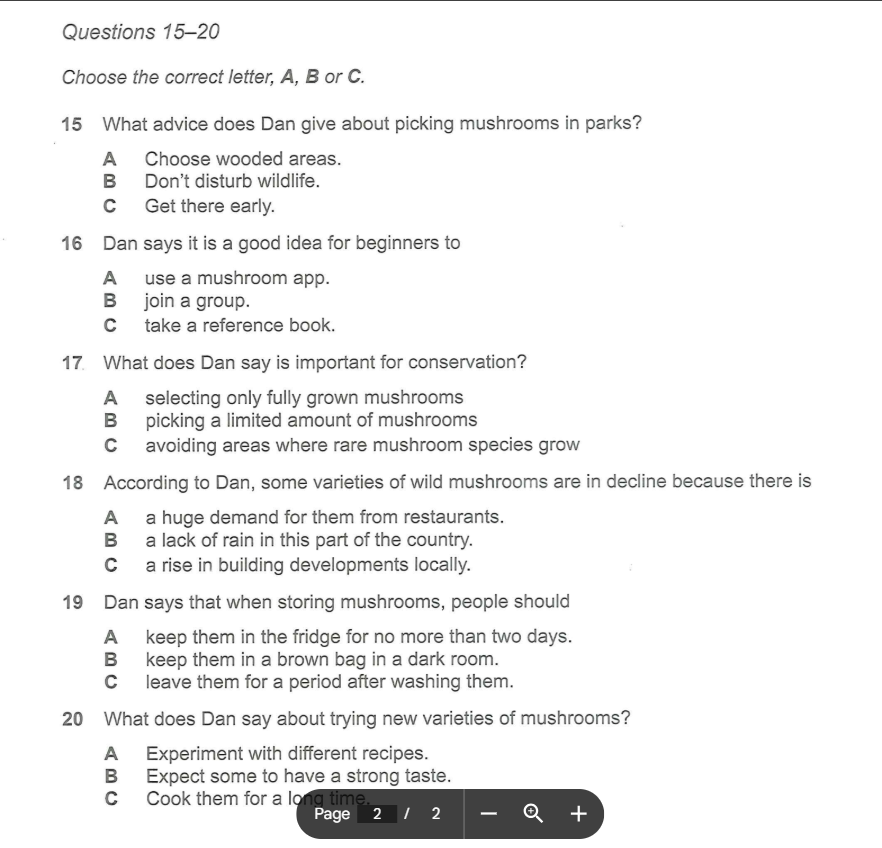 Questions 15–20
Choose the correct letter, A, B or C.
15 What advice does Dan give about picking mushrooms in parks?
A Choose wooded areas.
B Don't disturb wildlife.
C Get there early.
16 Dan says it is a good idea for beginners to
A use a mushroom app.
B join a group.
C take a reference book.
17 What does Dan say is important for conservation?
A selecting only fully grown mushrooms
B picking a limited amount of mushrooms
C avoiding areas where rare mushroom species grow
18 According to Dan, some varieties of wild mushrooms are in decline because there is
A a huge demand for them from restaurants.
B a lack of rain in this part of the country.
C a rise in building developments locally.
19 Dan says that when storing mushrooms, people should
A keep them in the fridge for no more than two days.
B keep them in a brown bag in a dark room.
C leave them for a period after washing them.
20 What does Dan say about trying new varieties of mushrooms?
A Experiment with different recipes.
B Expect some to have a strong taste.
C Cook them for a long time.
Page 2 / 2